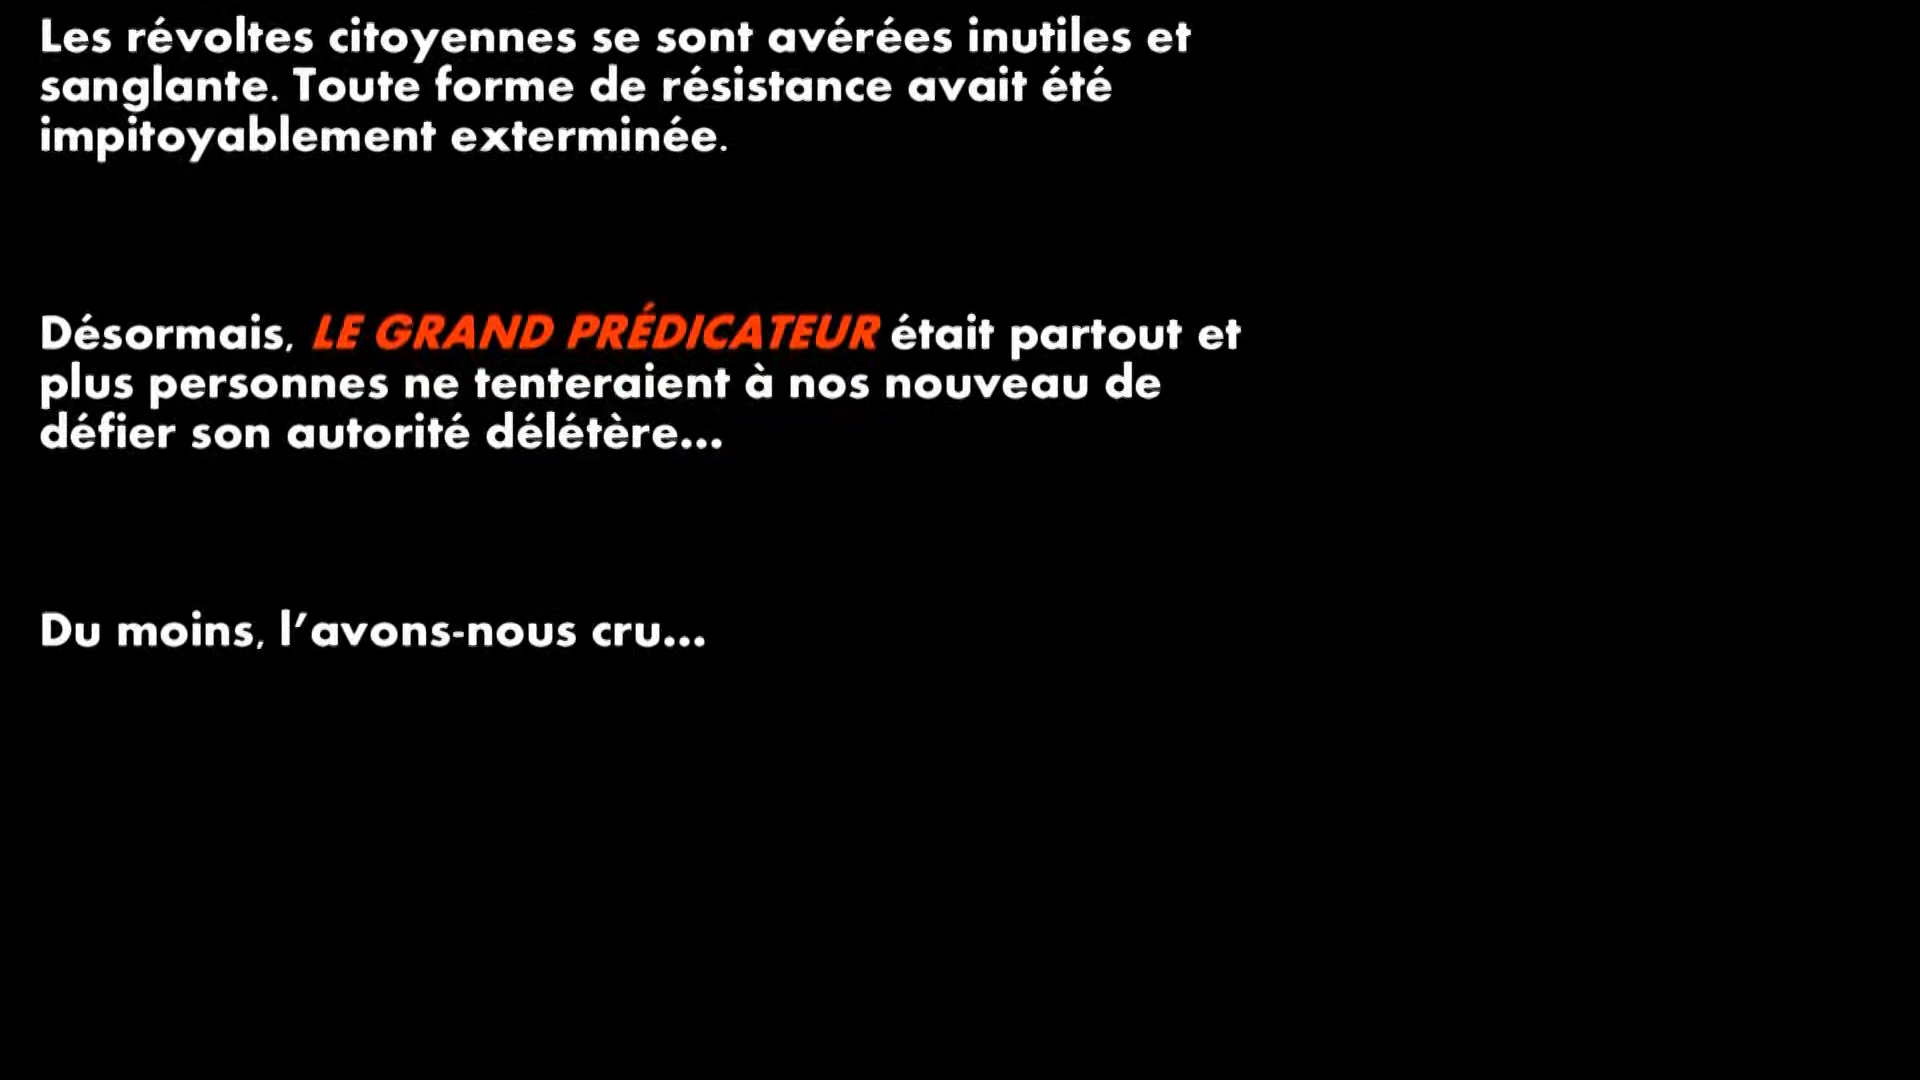 Les révoltes citoyennes se sont avérées inutiles et
sanglante. Toute forme de résistance avait été
impitoyablement exterminée.
Désormais, LE GRAND PRÉDICATEUR était partout et
plus personnes ne tenteraient à nos nouveau de
défier son autorité délétère...
Du moins, l’avons-nous cru...